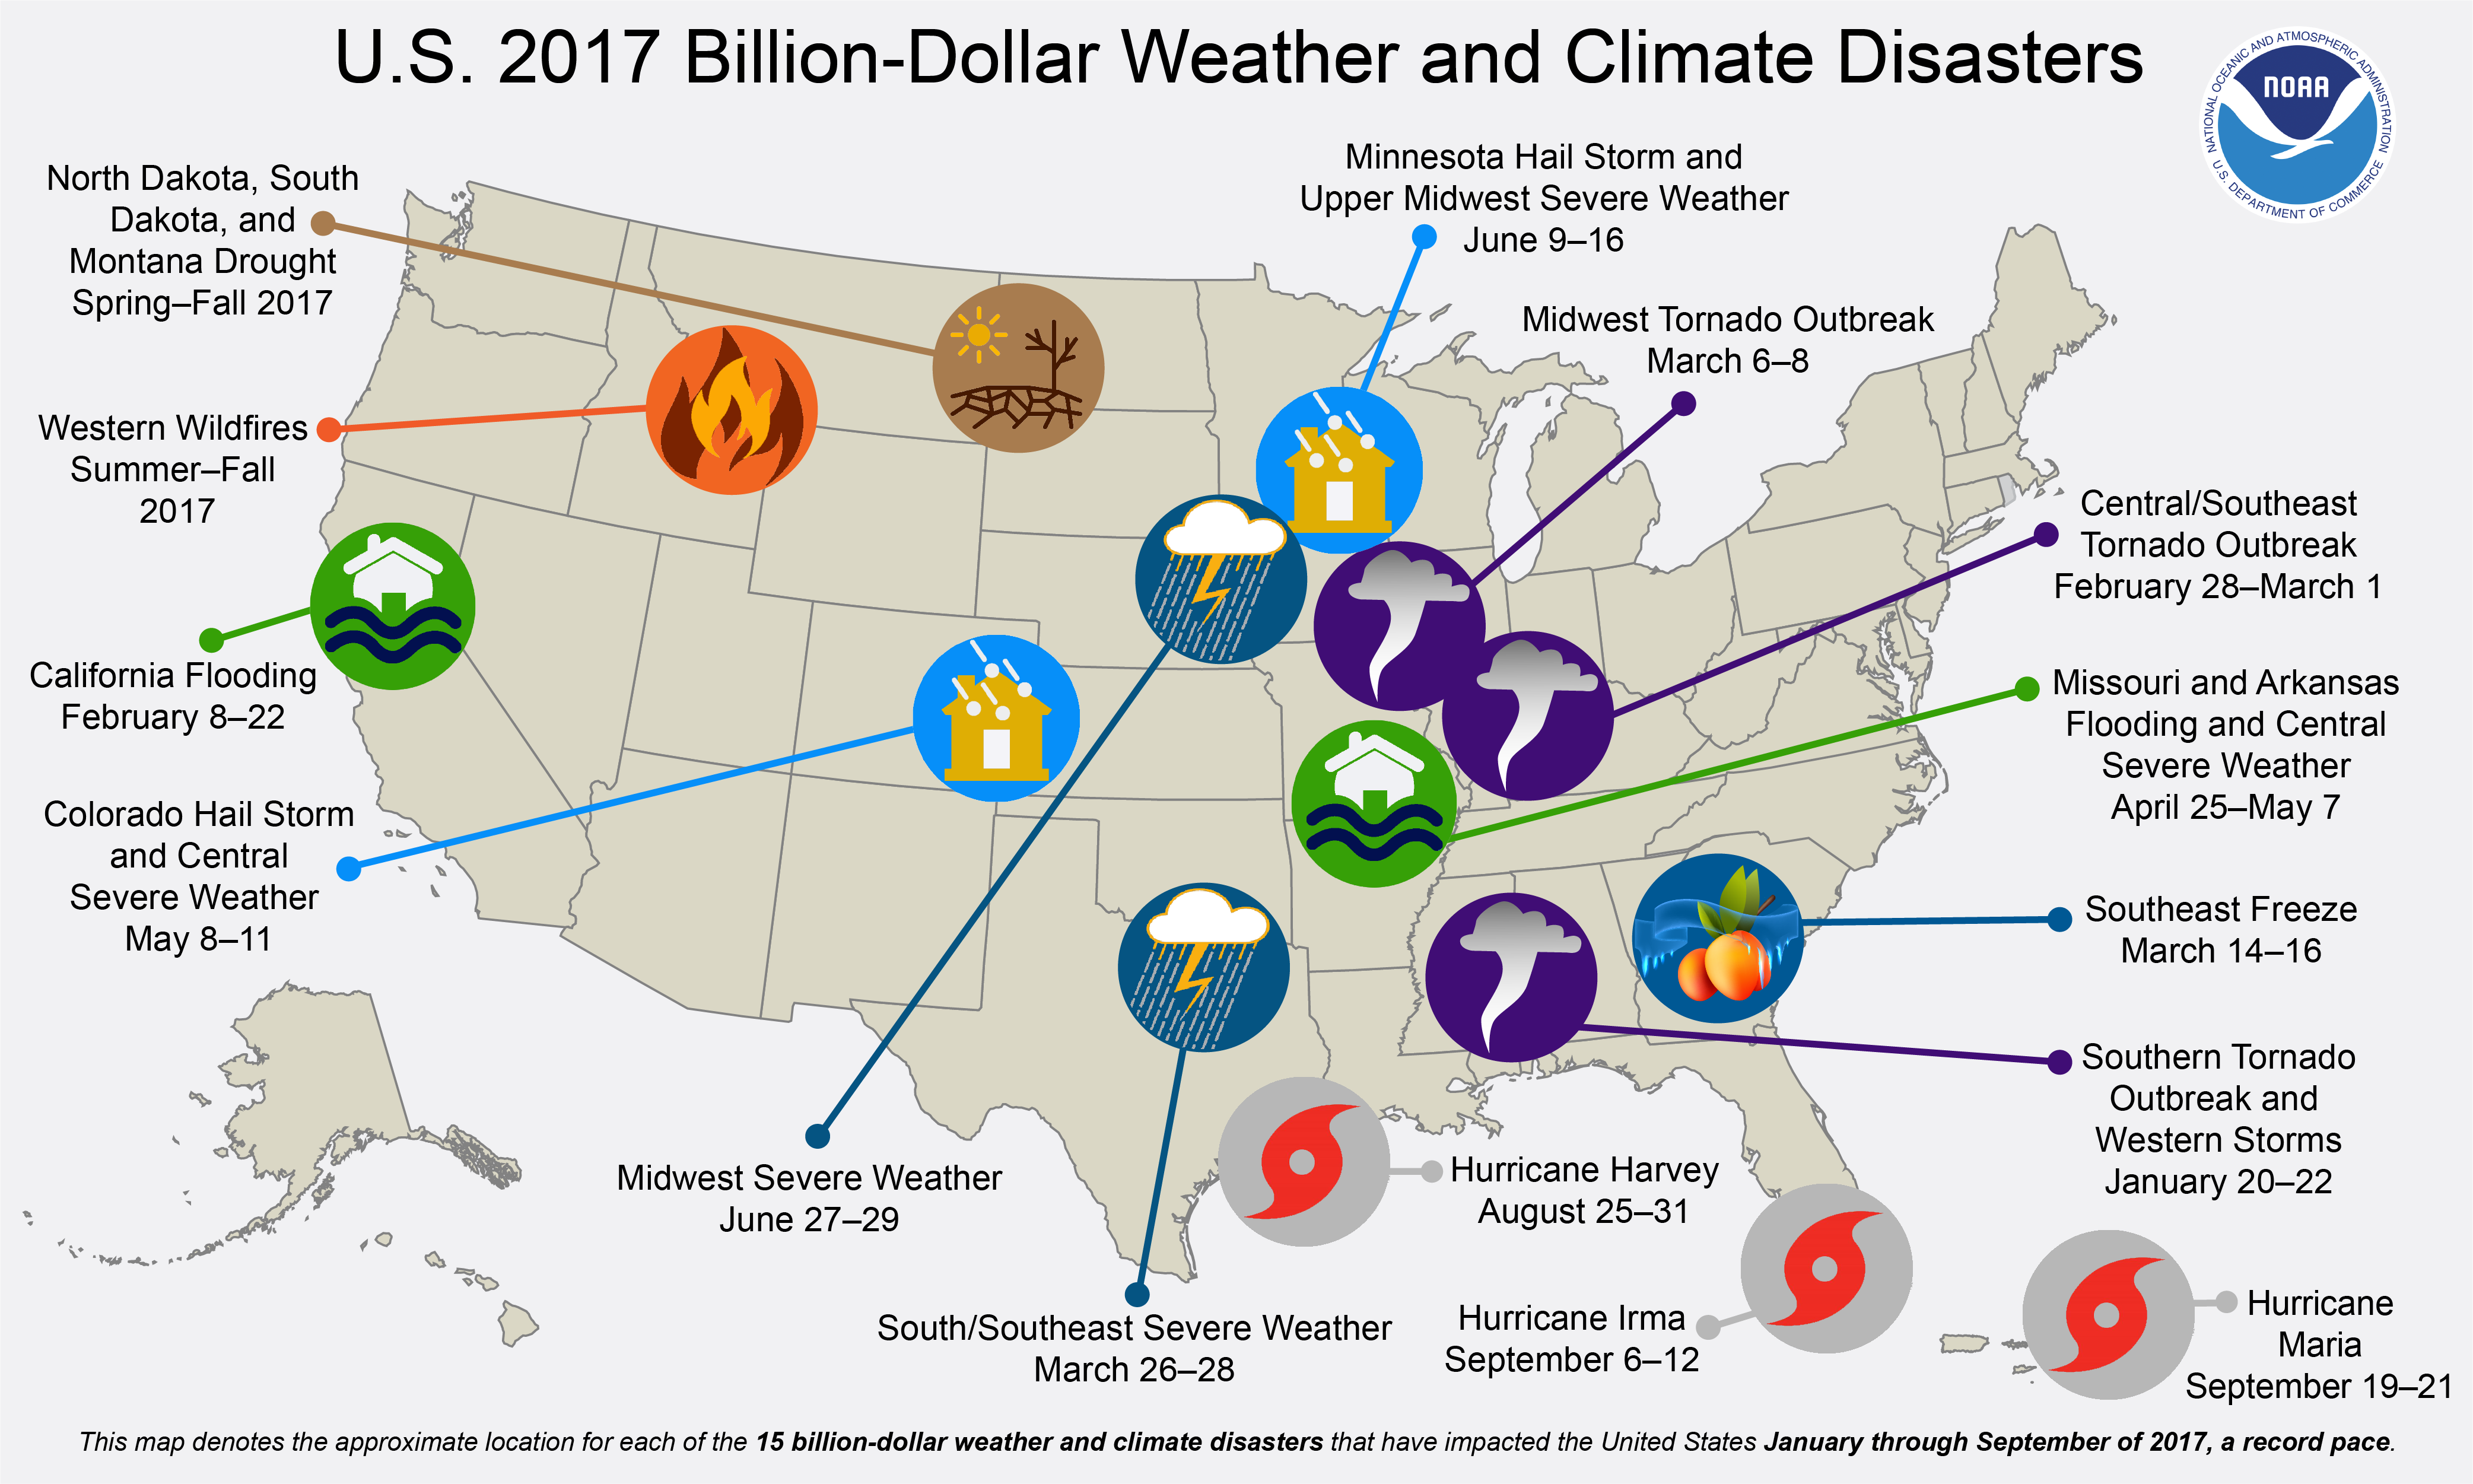 U.S. 2017 Billion-Dollar Weather and Climate Disasters
NATIONAL OCEANIC AND ATMOSPHERIC ADMINISTRATION
NOAA
U.S. DEPARTMENT OF COMMERCE
North Dakota, South
Dakota, and
Montana Drought
Spring–Fall 2017
Minnesota Hail Storm and
Upper Midwest Severe Weather
June 9–16
Midwest Tornado Outbreak
March 6–8
Western Wildfires
Summer–Fall
2017
Central/Southeast
Tornado Outbreak
February 28–March 1
California Flooding
February 8–22
Missouri and Arkansas
Flooding and Central
Severe Weather
April 25–May 7
Colorado Hail Storm
and Central
Severe Weather
May 8–11
Southeast Freeze
March 14–16
Southern Tornado
Outbreak and
Western Storms
January 20–22
Midwest Severe Weather
June 27–29
Hurricane Harvey
August 25–31
South/Southeast Severe Weather
March 26–28
Hurricane Irma
September 6–12
Hurricane
Maria
September 19–21
This map denotes the approximate location for each of the 15 billion-dollar weather and climate disasters that have impacted the United States January through September of 2017, a record pace.